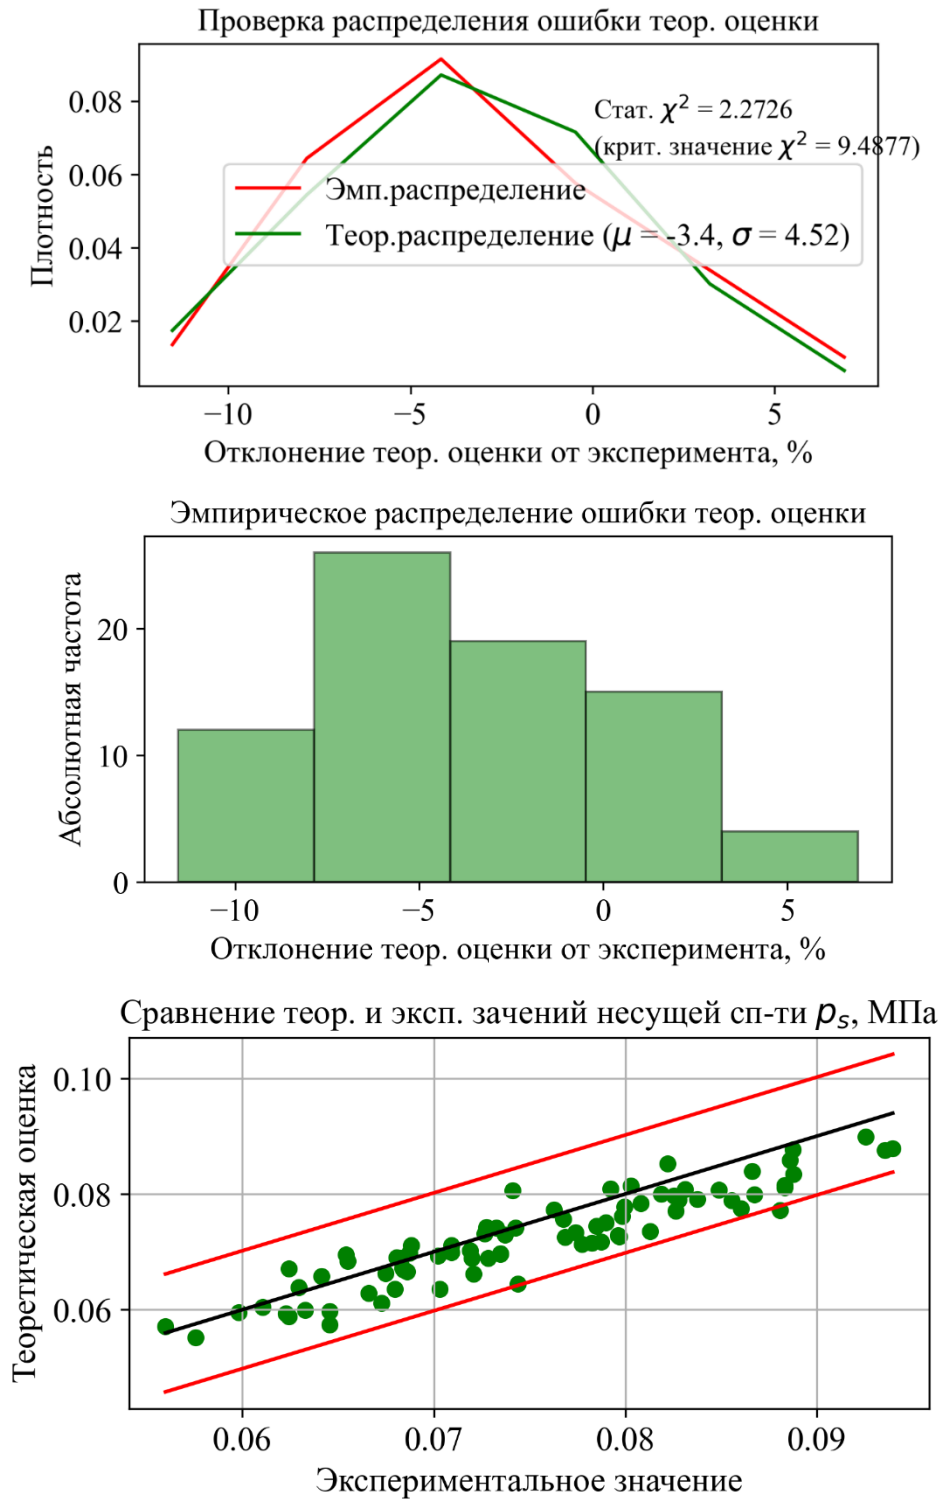 Проверка распределения ошибки теор. оценки
Плотность
0.08
0.06
0.04
0.02
Стат. χ² = 2.2726
(крит. значение χ² = 9.4877)
Эмп.распределение
Теор.распределение (μ = -3.4, σ = 4.52)
−10
−5
0
5
Отклонение теор. оценки от эксперимента, %
Эмпирическое распределение ошибки теор. оценки
Абсолютная частота
20
10
0
−10
−5
0
5
Отклонение теор. оценки от эксперимента, %
Сравнение теор. и эксп. зачений несущей сп-ти pₛ, МПа
Теоретическая оценка
0.10
0.08
0.06
0.06
0.07
0.08
0.09
Экспериментальное значение